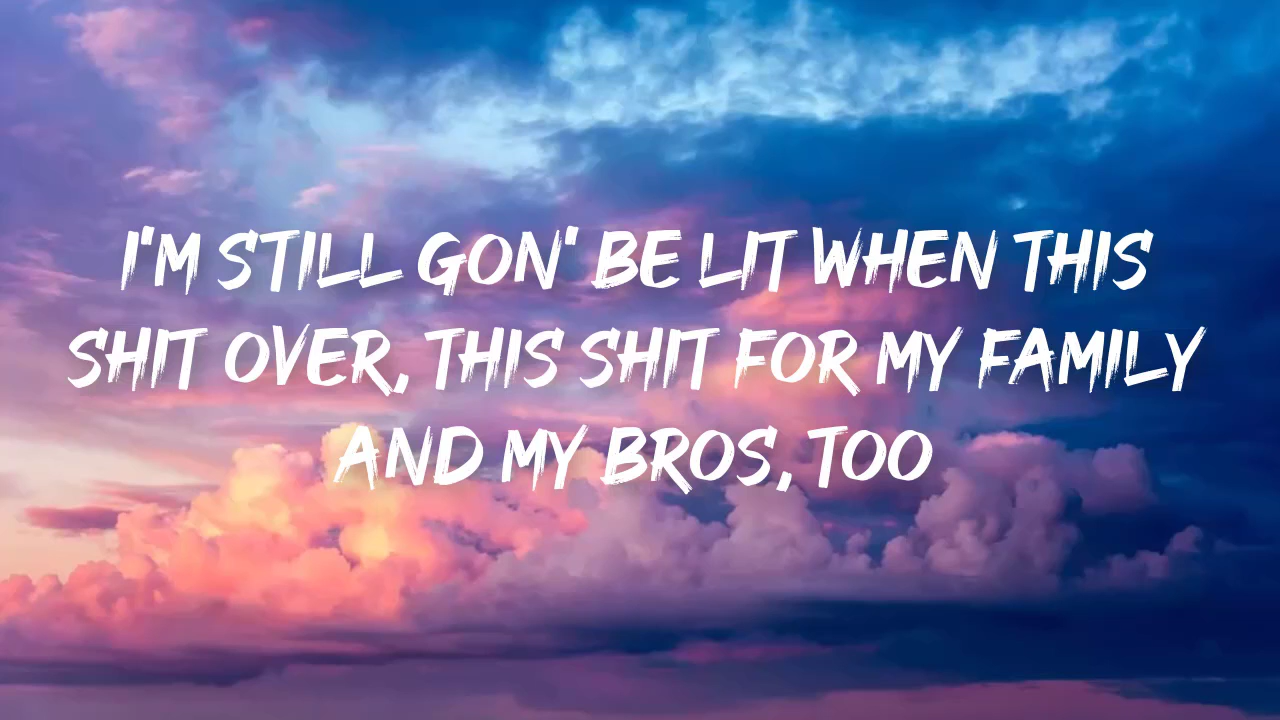 I'M STILL GON' BE LIT WHEN THIS
SHIT OVER, THIS SHIT FOR MY FAMILY
AND MY BROS, TOO